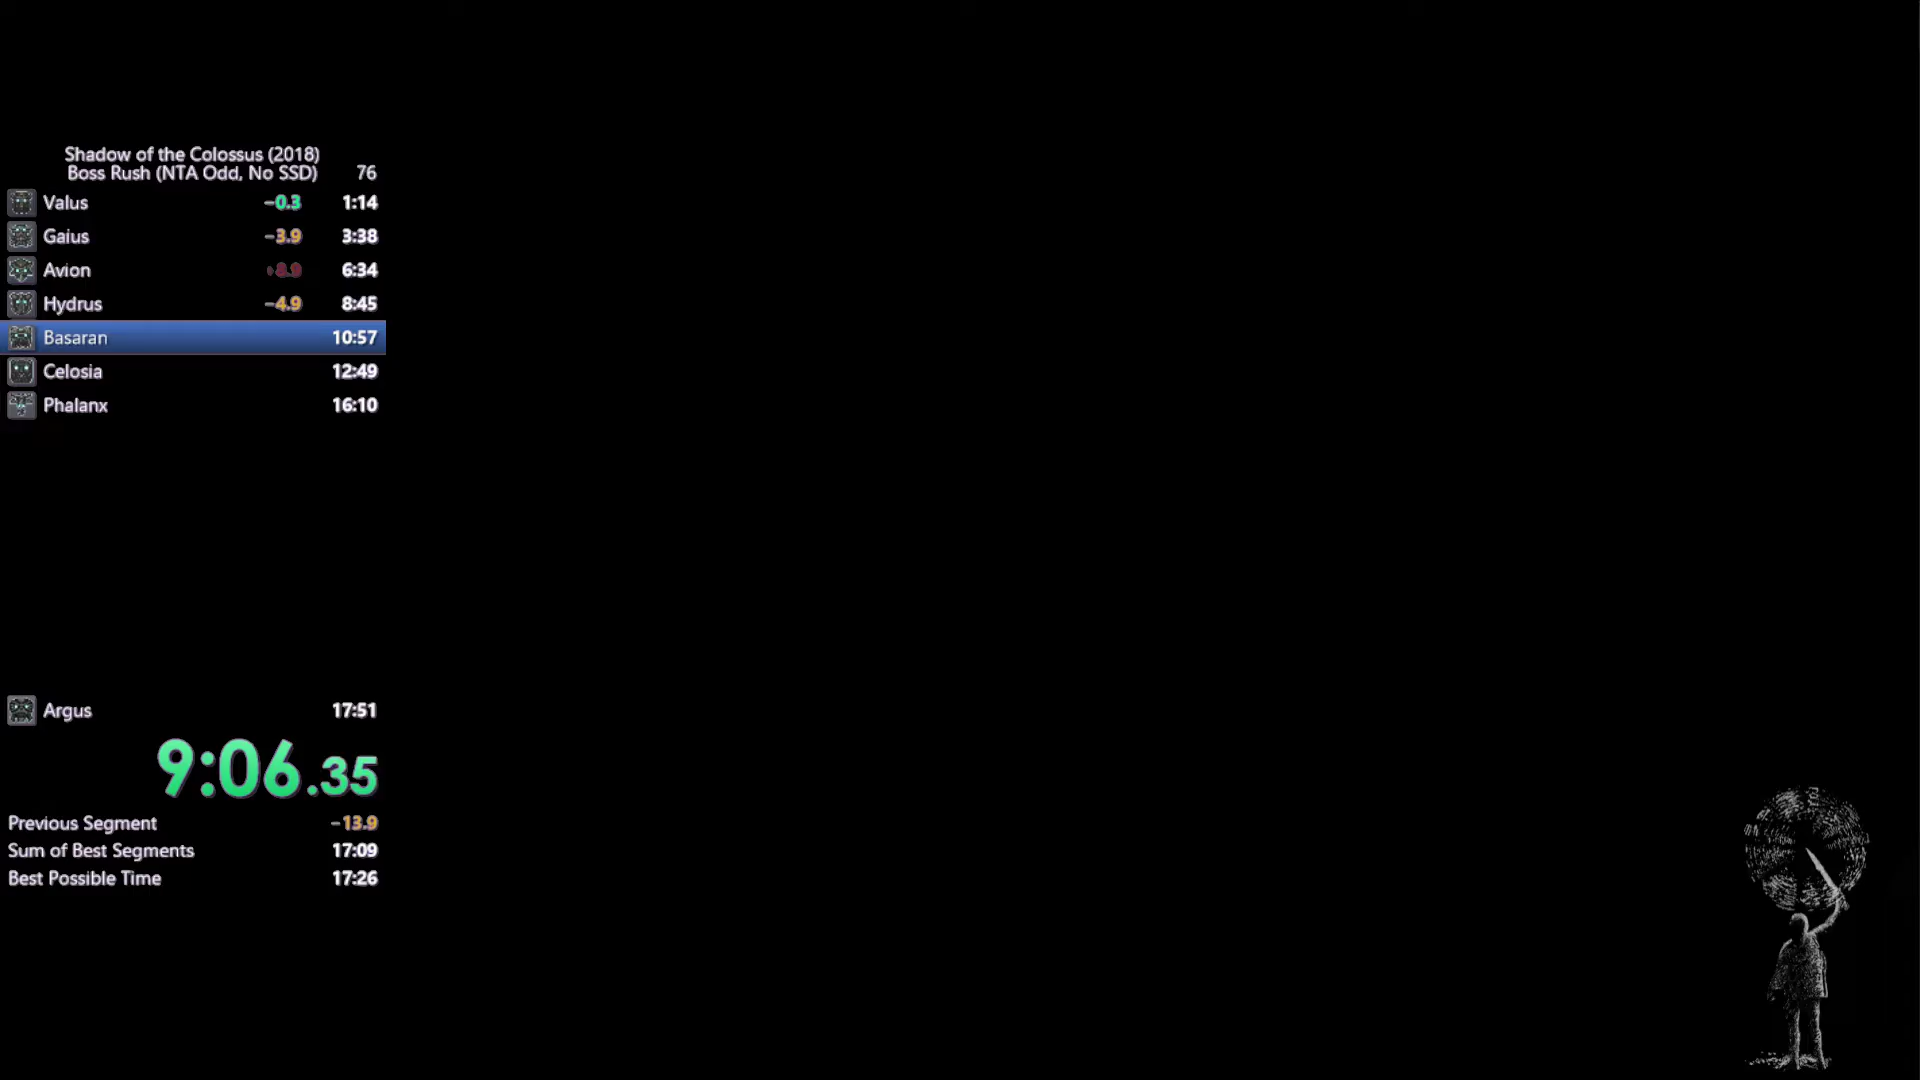 Shadow of the Colossus (2018)
Boss Rush (NTA Odd, No SSD) 76
Valus -0.3 1:14
Gaius -3.9 3:38
Avion +8.9 6:34
Hydrus -4.9 8:45
Basaran 10:57
Celosia 12:49
Phalanx 16:10
Argus 17:51
9:06.35
Previous Segment -13.9
Sum of Best Segments 17:09
Best Possible Time 17:26